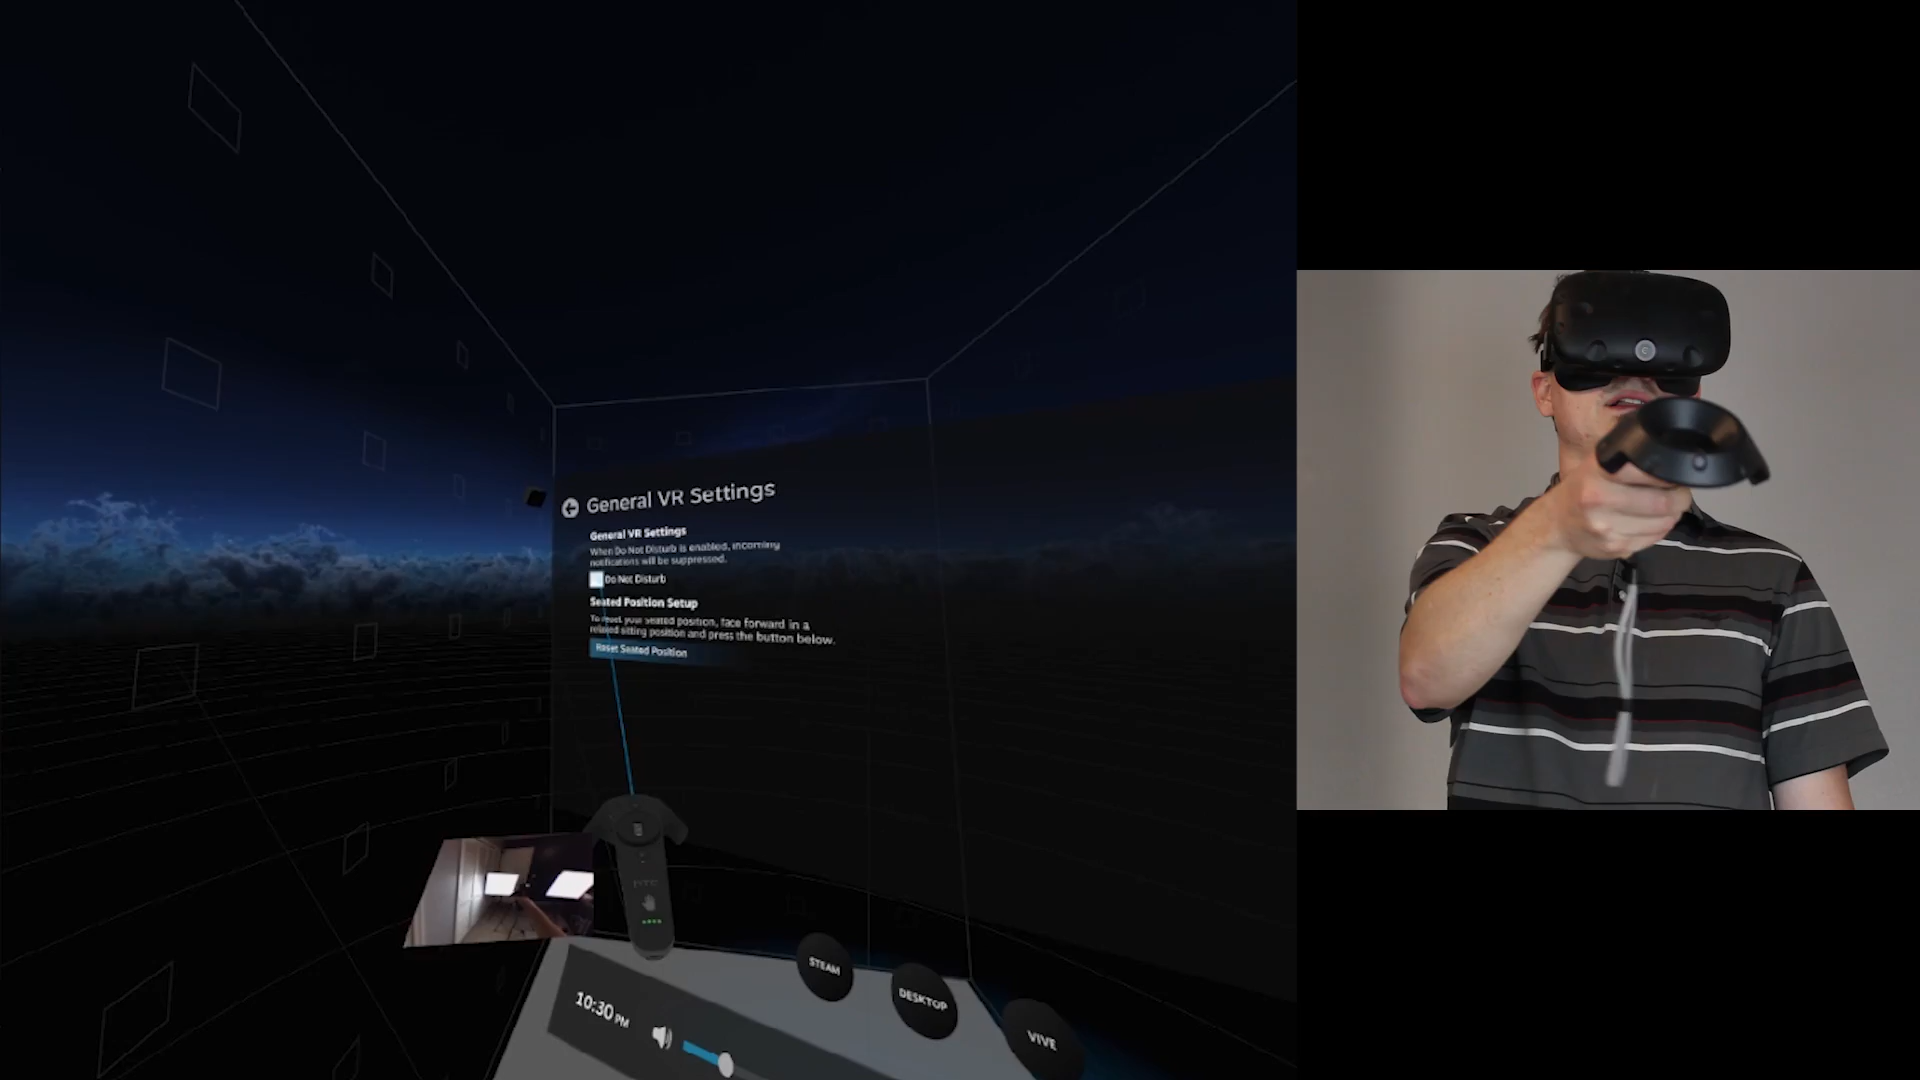 General VR Settings
General VR Settings
When Do Not Disturb is enabled, incoming
notifications will be suppressed.
Do Not Disturb
Seated Position Setup
To reset your seated position, face forward in a
relaxed sitting position and press the button below.
Reset Seated Position
hTC
STEAM
DESKTOP
VIVE
10:30 PM